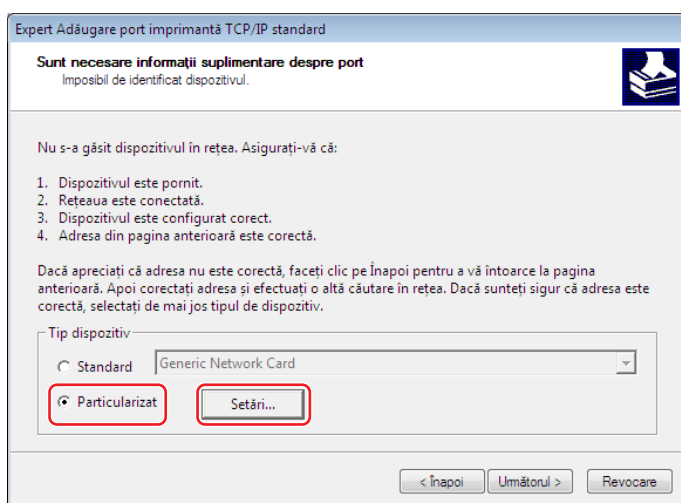 Expert Adăugare port imprimantă TCP/IP standard
Sunt necesare informații suplimentare despre port
Imposibil de identificat dispozitivul.
Nu s-a găsit dispozitivul în rețea. Asigurați-vă că:
1. Dispozitivul este pornit.
2. Rețeaua este conectată.
3. Dispozitivul este configurat corect.
4. Adresa din pagina anterioară este corectă.
Dacă apreciați că adresa nu este corectă, faceți clic pe Înapoi pentru a vă întoarce la pagina
anterioară. Apoi corectați adresa și efectuați o altă căutare în rețea. Dacă sunteți sigur că adresa este
corectă, selectați de mai jos tipul de dispozitiv.
Tip dispozitiv
Standard Generic Network Card
Particularizat Setări...
< Înapoi Următorul > Revocare